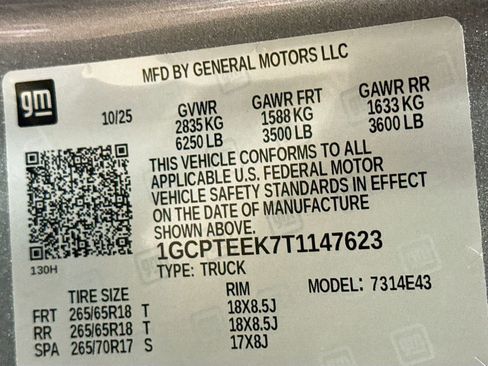 MFD BY GENERAL MOTORS LLC
gm
10/25 GVWR GAWR FRT GAWR RR
2835 KG 1588 KG 1633 KG
6250 LB 3500 LB 3600 LB
THIS VEHICLE CONFORMS TO ALL
APPLICABLE U.S. FEDERAL MOTOR
VEHICLE SAFETY STANDARDS IN EFFECT
ON THE DATE OF MANUFACTURE
SHOWN ABOVE.
130H
1GCPTEEK7T1147623
TYPE: TRUCK
MODEL: 7314E43
TIRE SIZE RIM
FRT 265/65R18 T 18X8.5J
RR 265/65R18 T 18X8.5J
SPA 265/70R17 S 17X8J